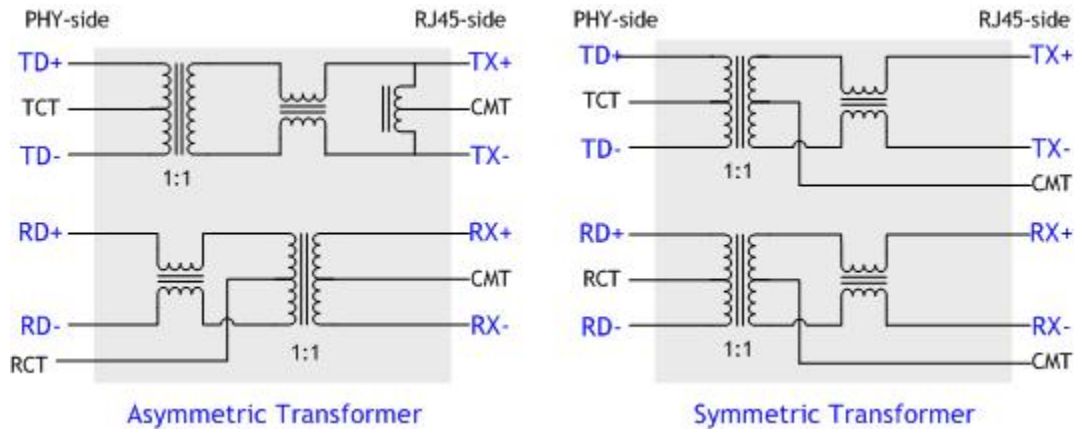 PHY-side RJ45-side
TD+ TX+
TCT CMT
TD- TX-
1:1
RD+ RX+
CMT
RD- RX-
RCT
1:1
Asymmetric Transformer
PHY-side RJ45-side
TD+ TX+
TCT
TD- TX-
1:1
CMT
RD+ RX+
RCT
RD- RX-
1:1
CMT
Symmetric Transformer